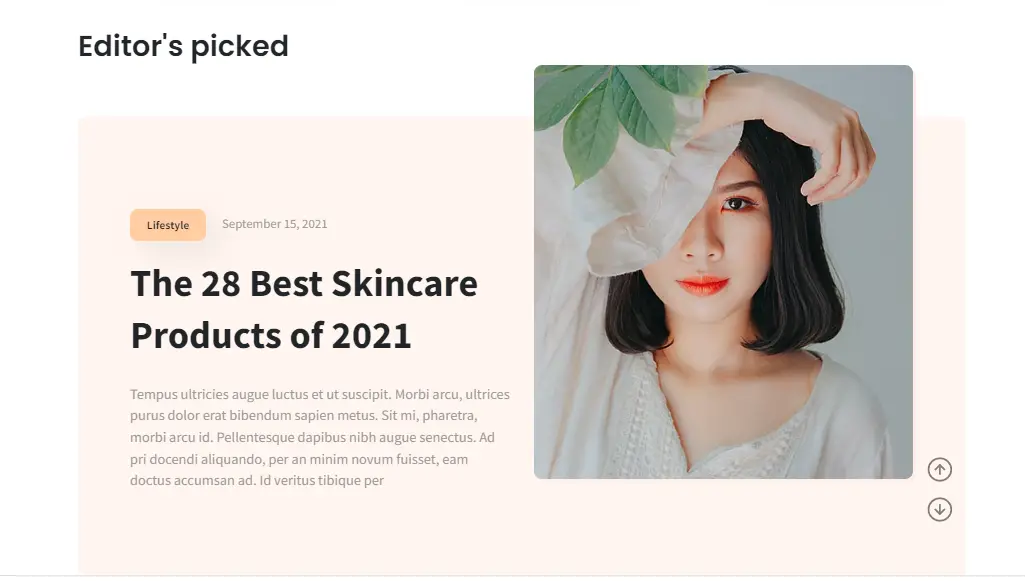 Editor's picked
Lifestyle
September 15, 2021
The 28 Best Skincare
Products of 2021
Tempus ultricies augue luctus et ut suscipit. Morbi arcu, ultrices
purus dolor erat bibendum sapien metus. Sit mi, pharetra,
morbi arcu id. Pellentesque dapibus nibh augue senectus. Ad
pri docendi aliquando, per an minim novum fuisset, eam
doctus accumsan ad. Id veritus tibique per